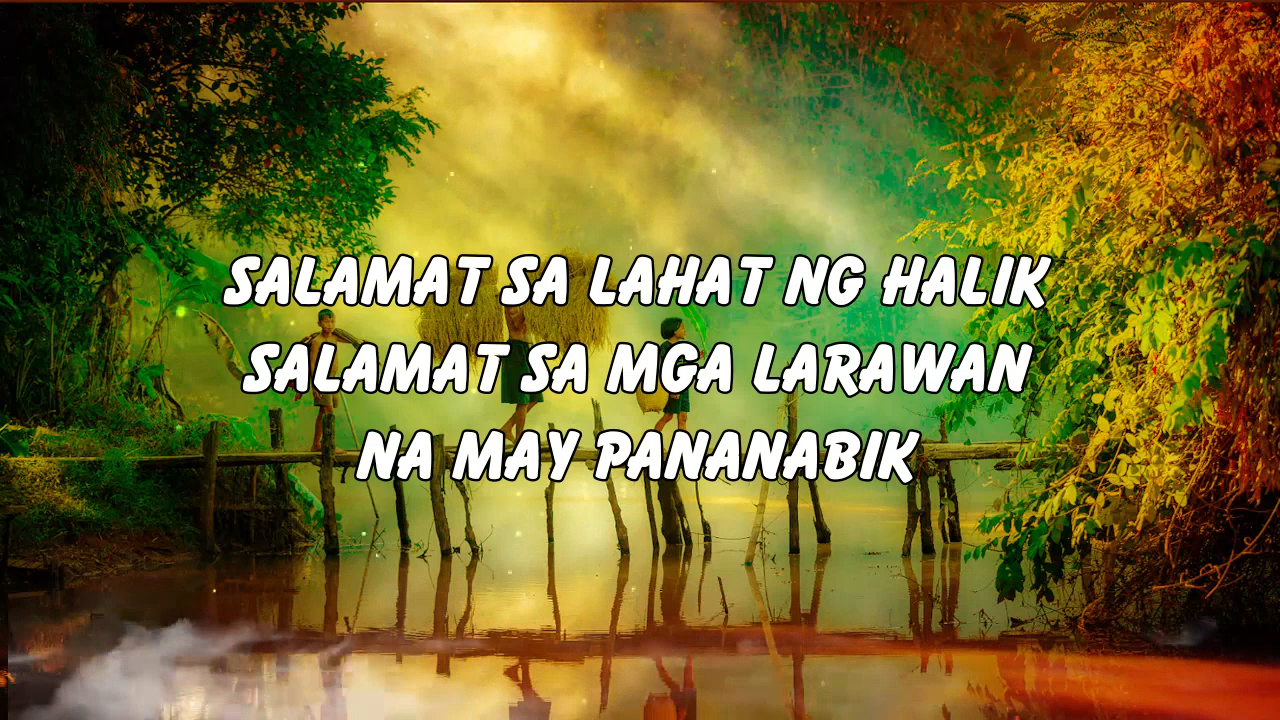 SALAMAT SA LAHAT NG HALIK
SALAMAT SA MGA LARAWAN
NA MAY PANANABIK